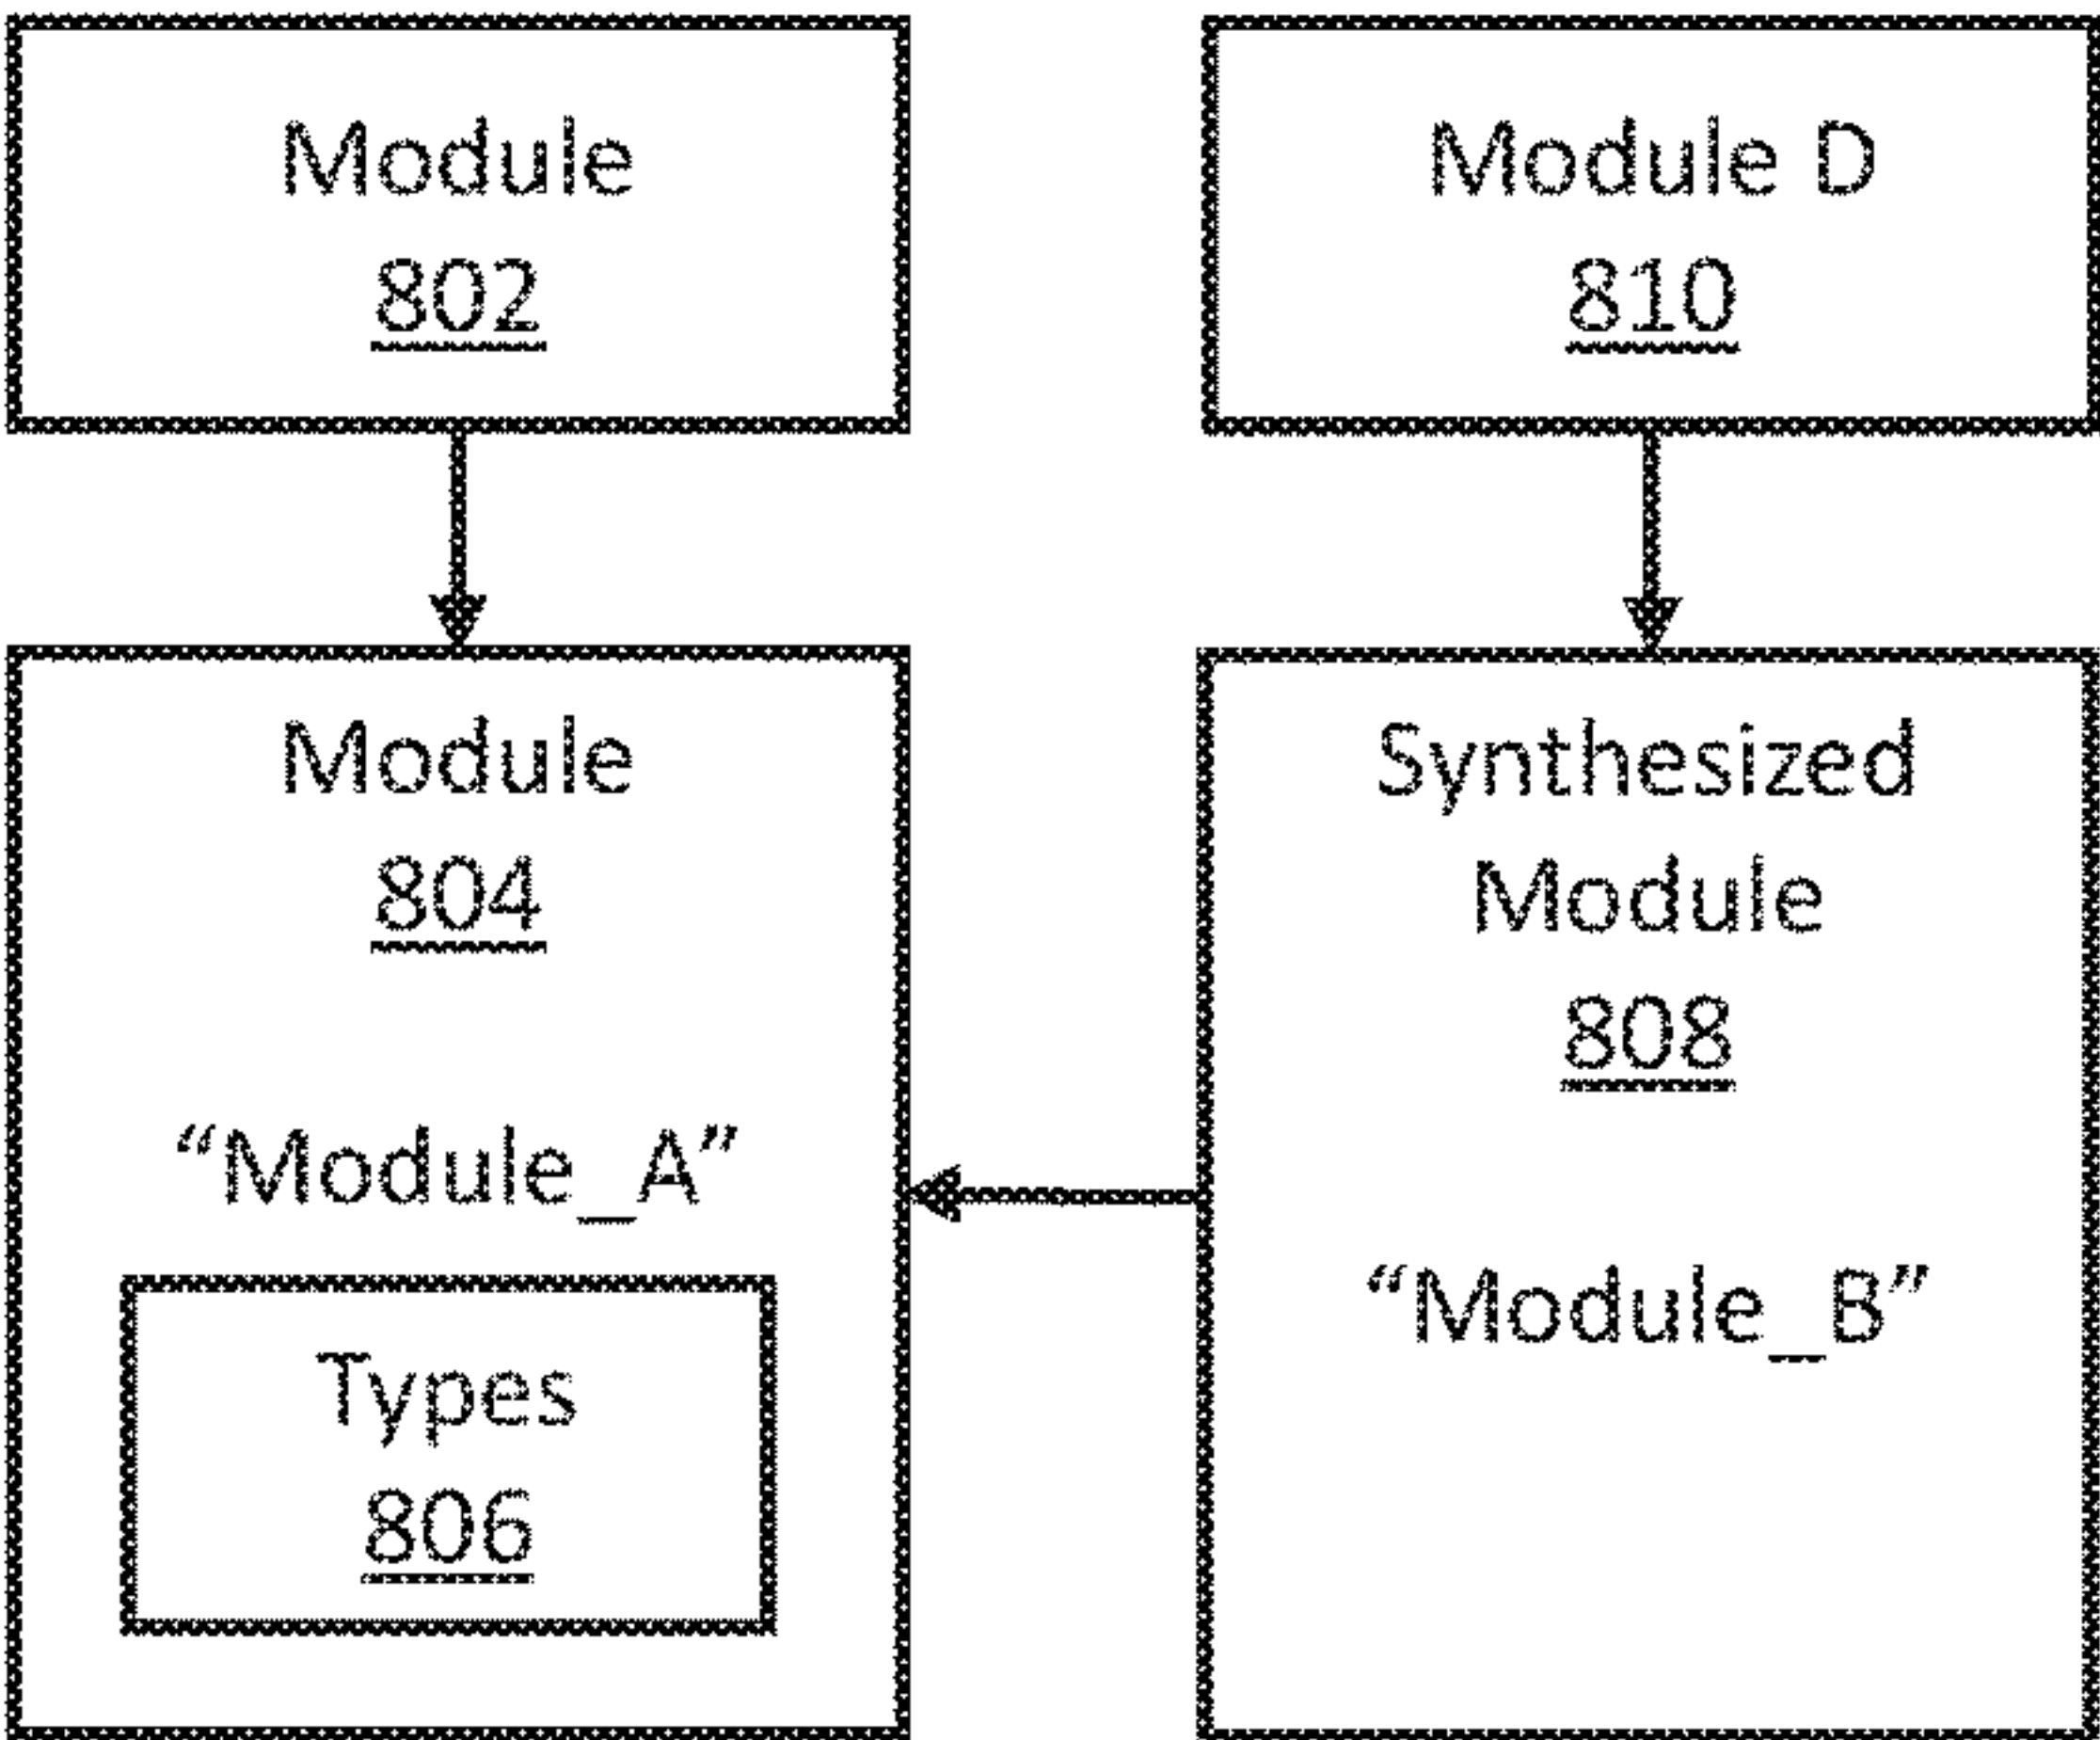 Module
802
Module D
810
Module
804
“Module_A”
Types
806
Synthesized
Module
808
“Module_B”